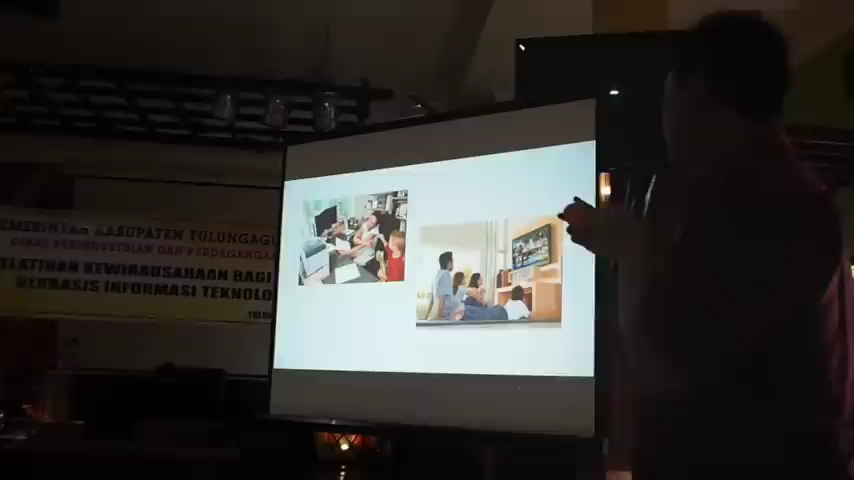 EMERINTAH KABUPATEN TULUNGAGU
DINAS PERINDUSTRIAN DAN PERDAGANGA
ELATIHAN KEWIRAUSAHAAN BAGI
BERBASIS INFORMASI TEKNOLO